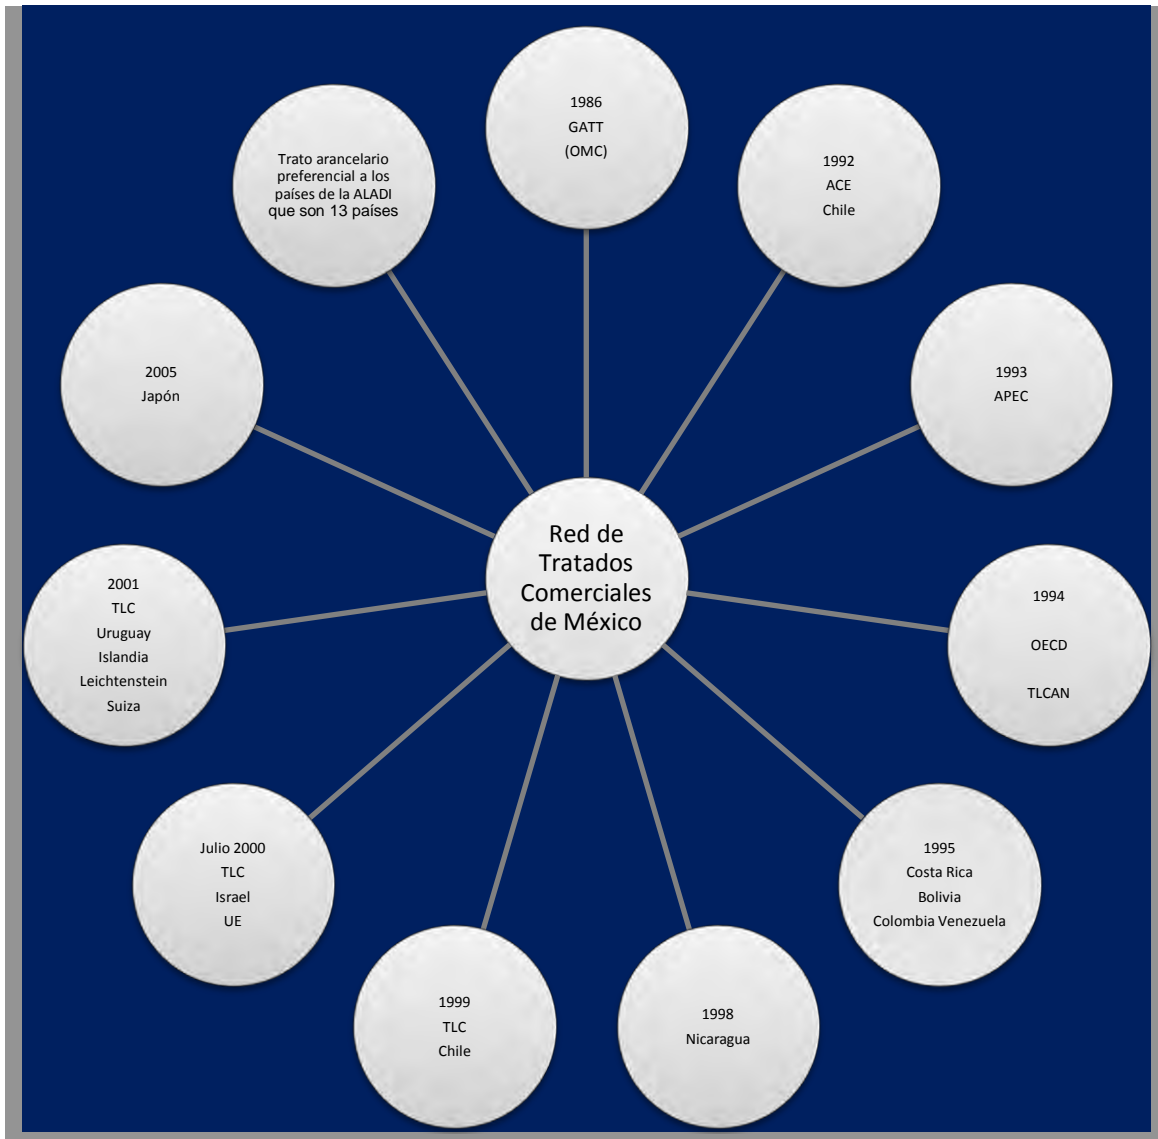 Red de
Tratados
Comerciales
de México
1986
GATT
(OMC)
1992
ACE
Chile
1993
APEC
1994
OECD
TLCAN
1995
Costa Rica
Bolivia
Colombia Venezuela
1998
Nicaragua
1999
TLC
Chile
Julio 2000
TLC
Israel
UE
2001
TLC
Uruguay
Islandia
Leichtenstein
Suiza
2005
Japón
Trato arancelario
preferencial a los
países de la ALADI
que son 13 países